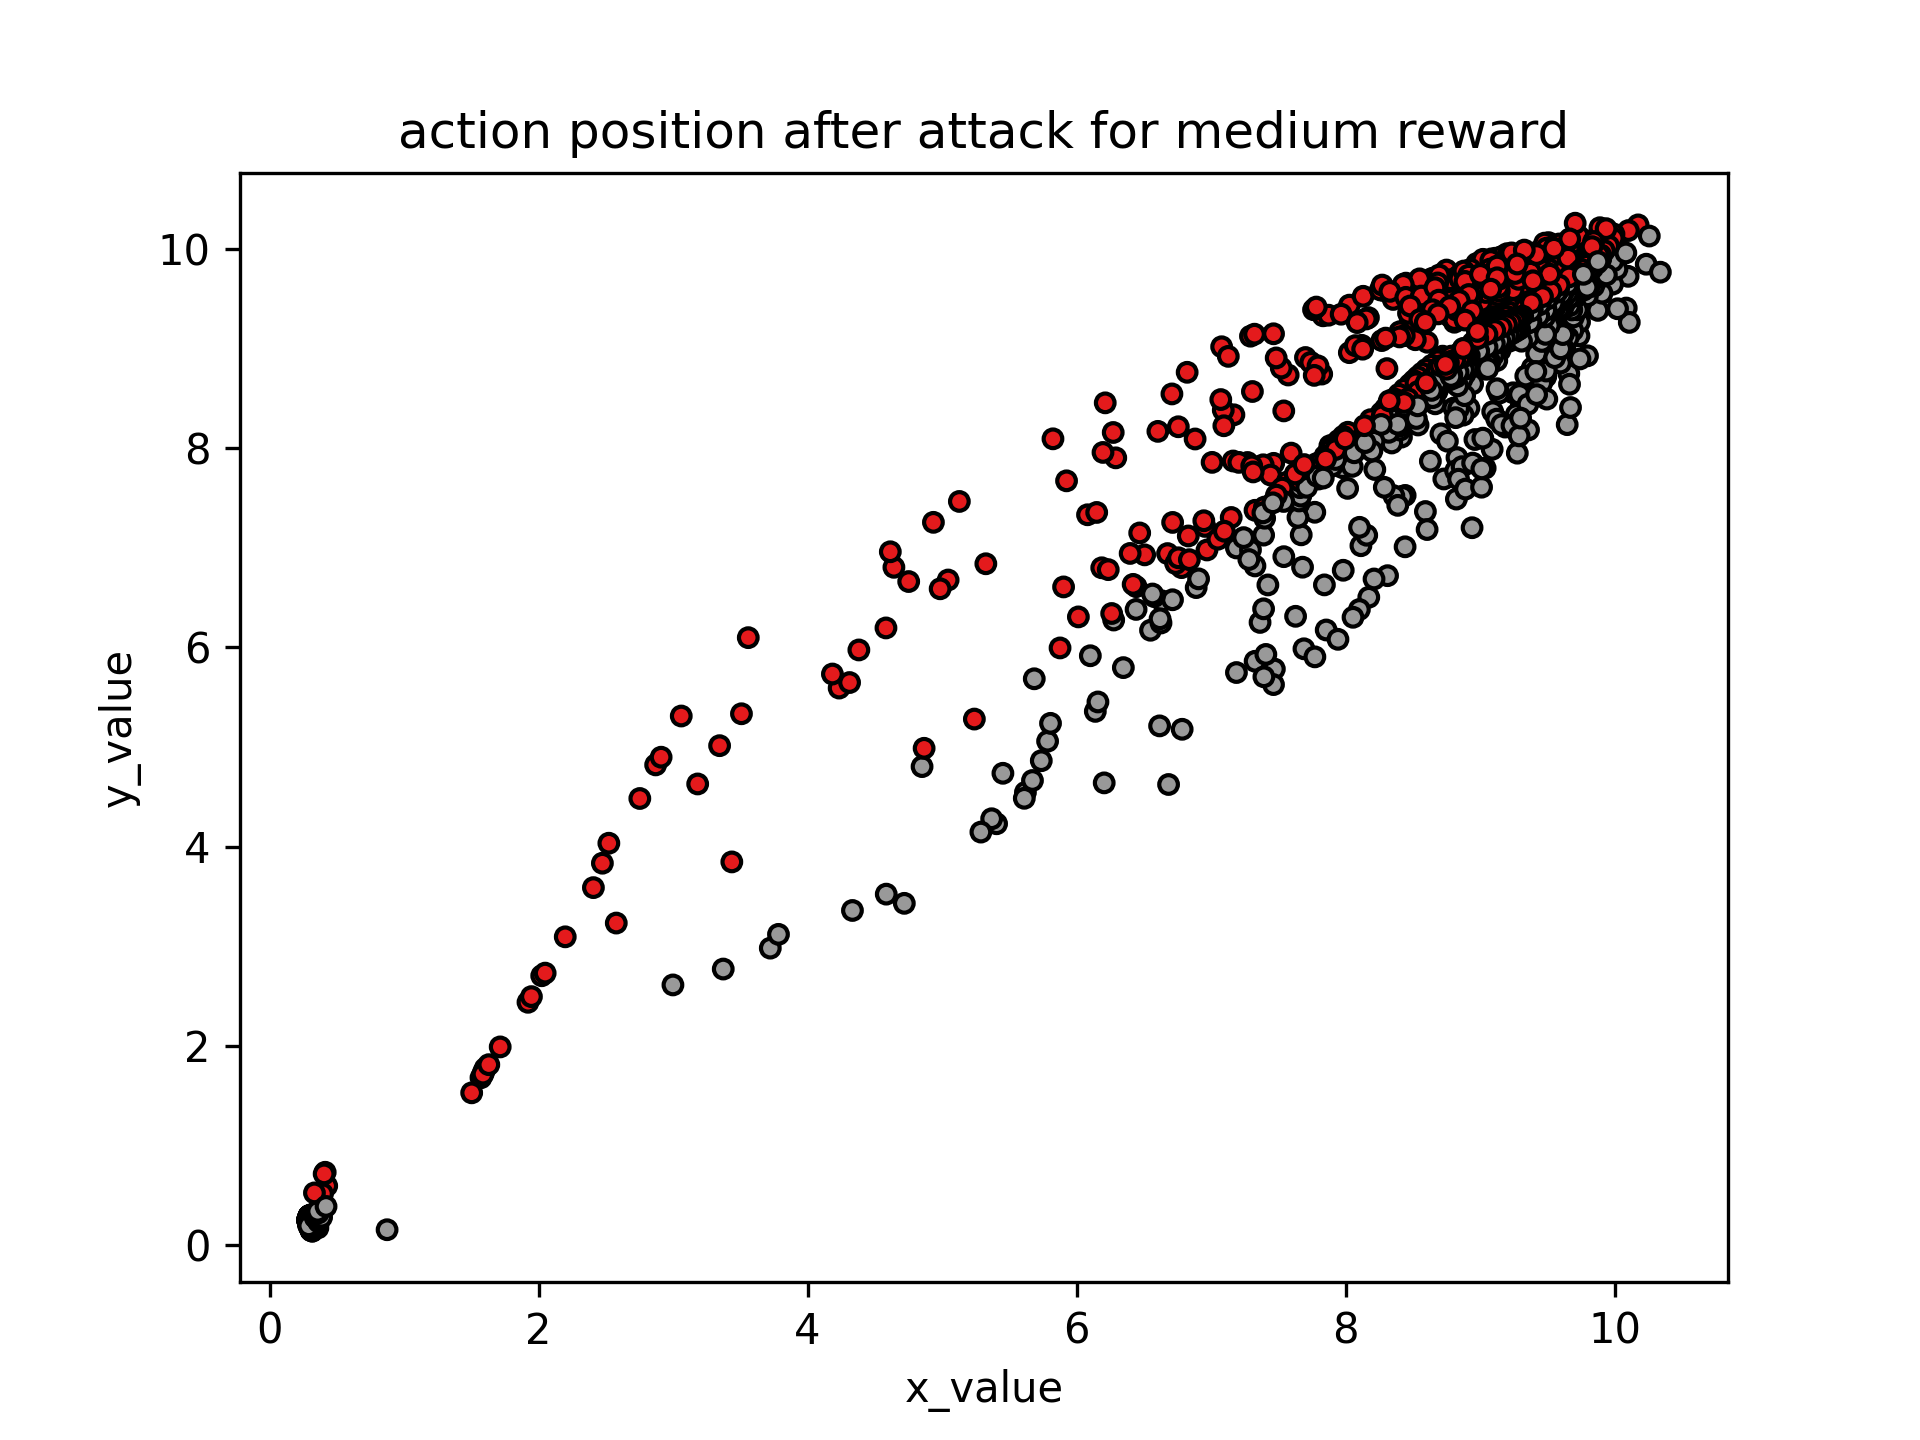 action position after attack for medium reward
10
8
6
4
2
0
y_value
0 2 4 6 8 10
x_value